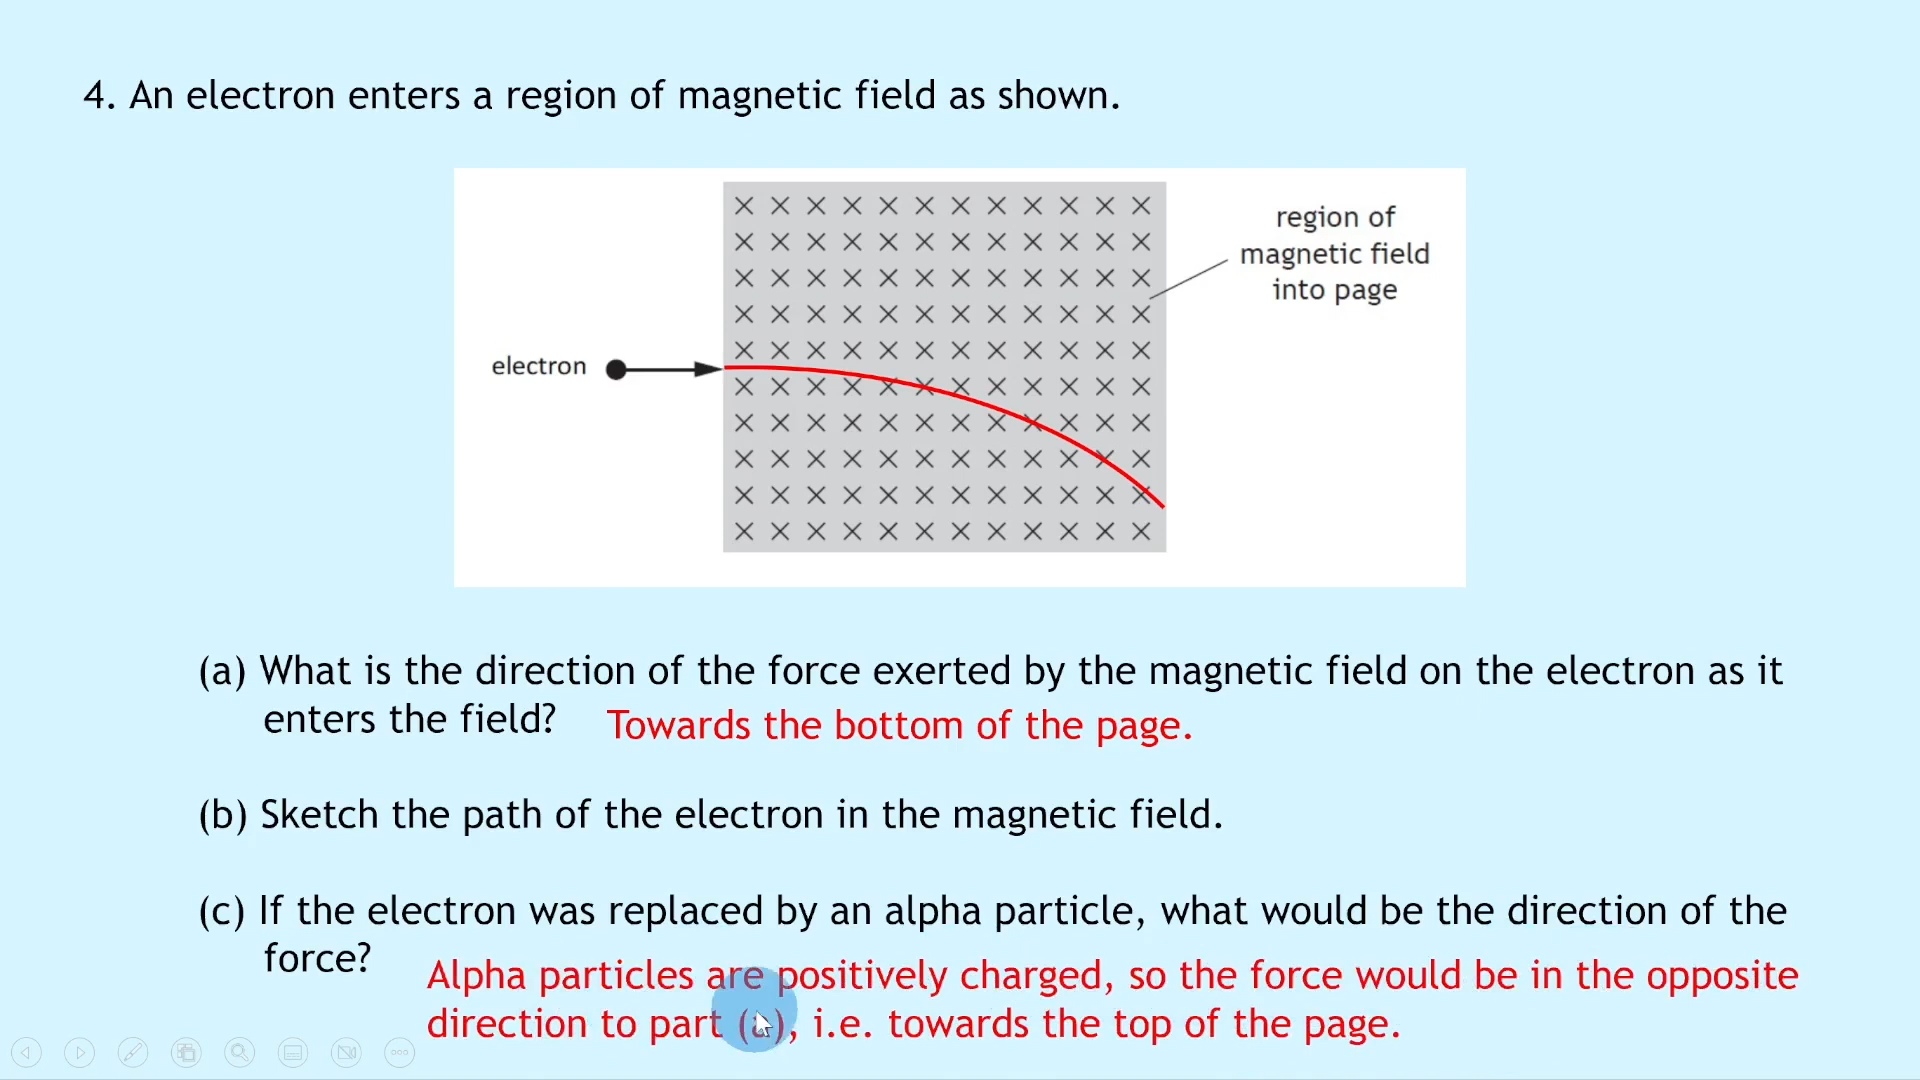 4. An electron enters a region of magnetic field as shown.
region of
magnetic field
into page
electron
(a) What is the direction of the force exerted by the magnetic field on the electron as it
enters the field? Towards the bottom of the page.
(b) Sketch the path of the electron in the magnetic field.
(c) If the electron was replaced by an alpha particle, what would be the direction of the
force?
Alpha particles are positively charged, so the force would be in the opposite
direction to part (a), i.e. towards the top of the page.